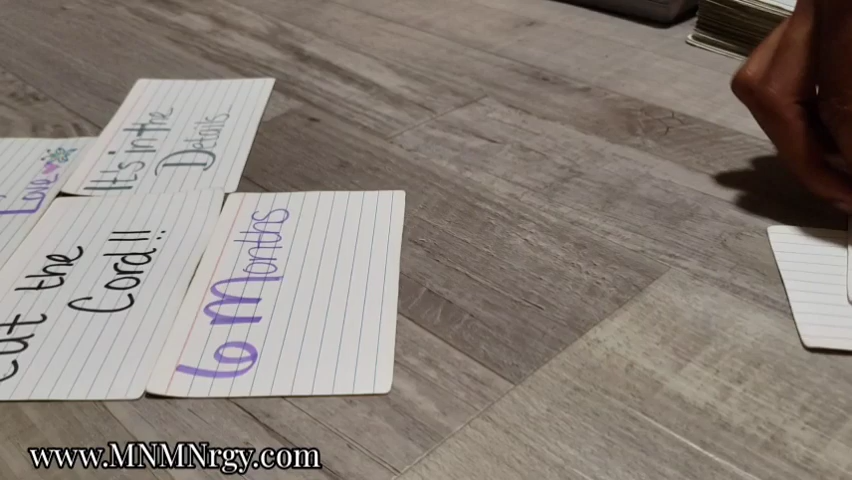 Love
It's in the
Details
Cut the
Cord!!
6 Months
www.MNMNrgy.com